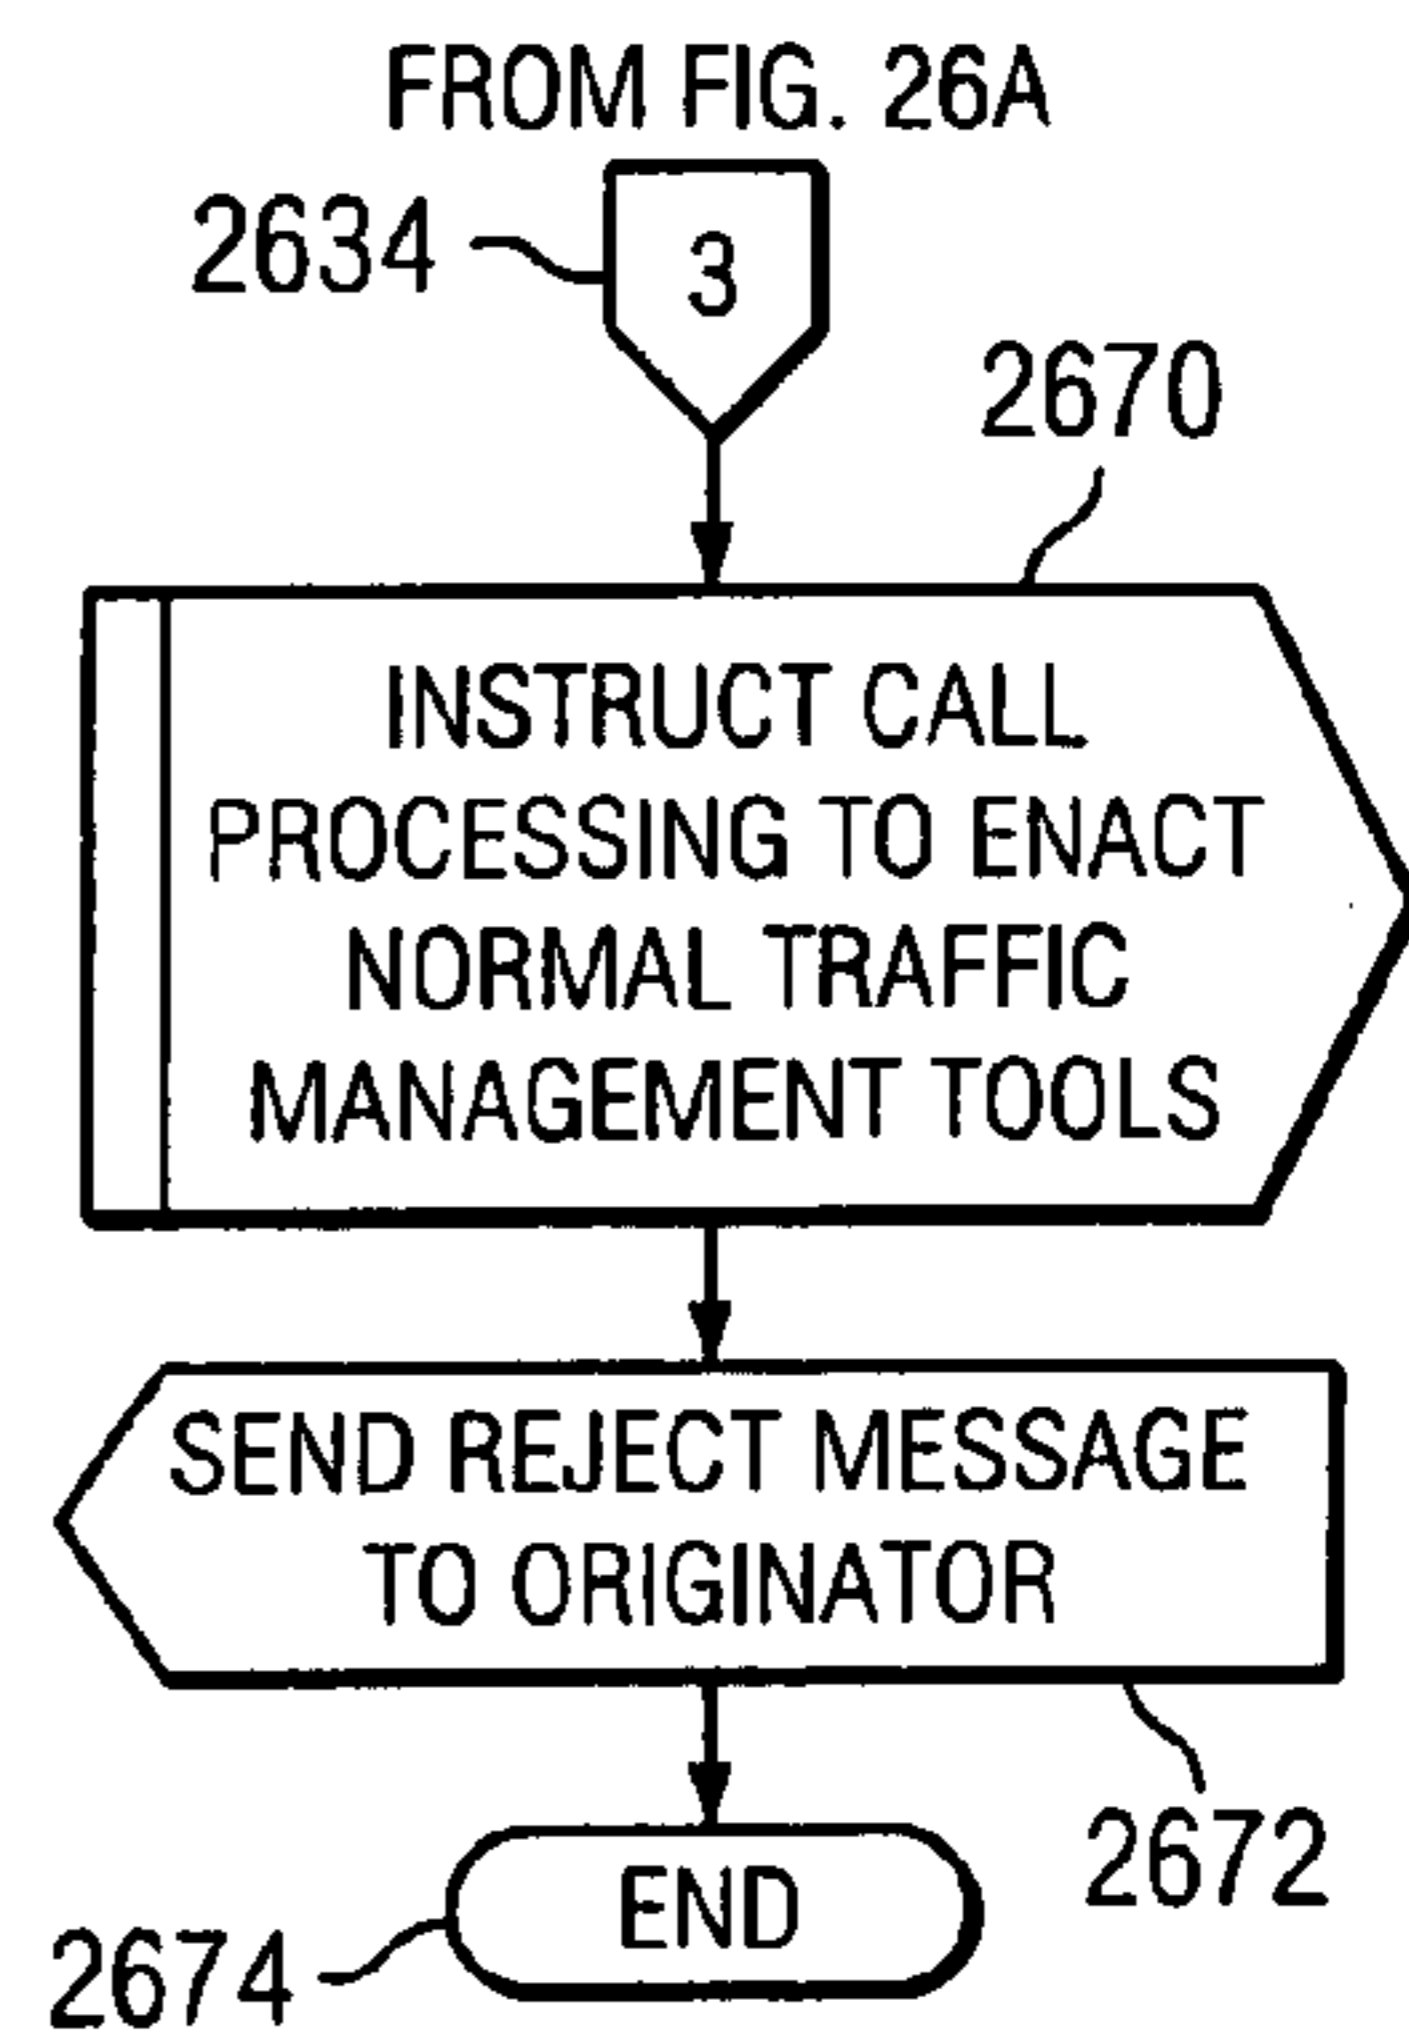 FROM FIG. 26A
2634
3
2670
INSTRUCT CALL
PROCESSING TO ENACT
NORMAL TRAFFIC
MANAGEMENT TOOLS
SEND REJECT MESSAGE
TO ORIGINATOR
2672
END
2674